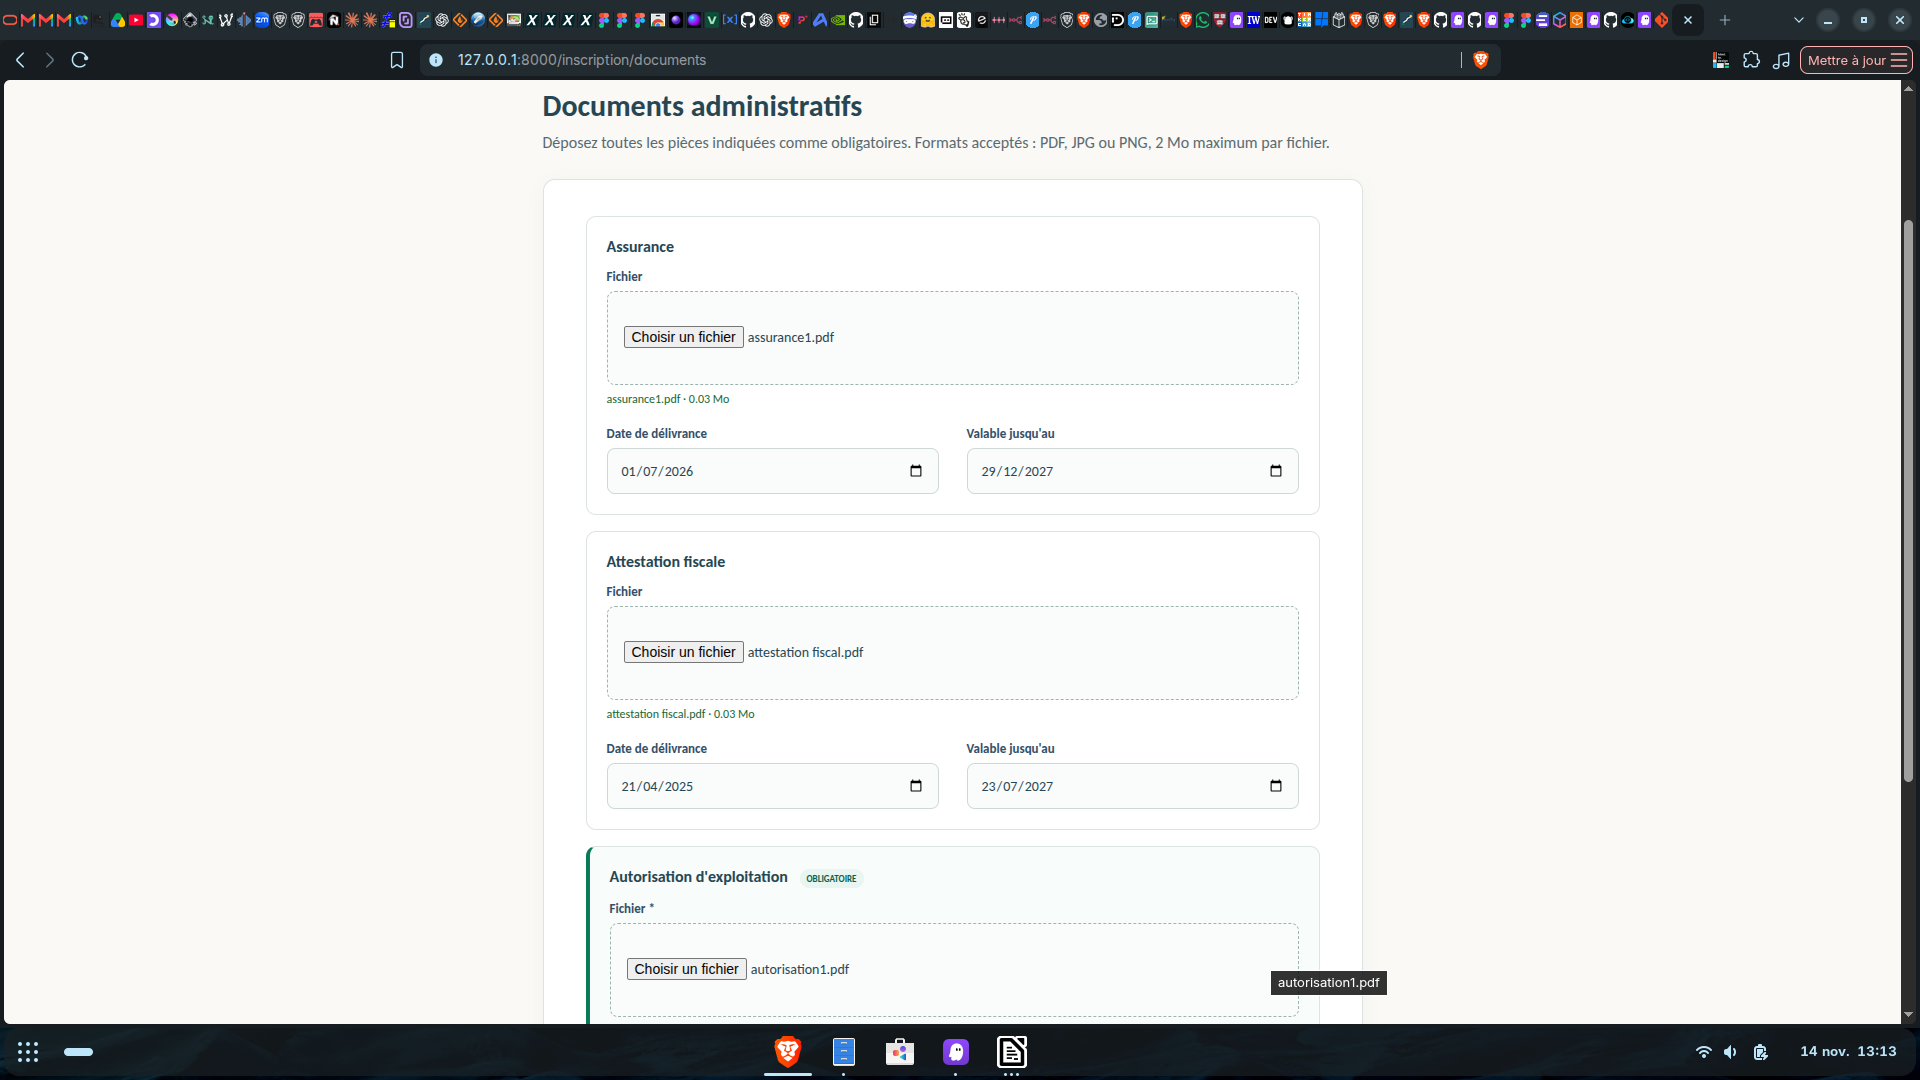 127.0.0.1:8000/inscription/documents
Mettre à jour
Documents administratifs
Déposez toutes les pièces indiquées comme obligatoires. Formats acceptés : PDF, JPG ou PNG, 2 Mo maximum par fichier.
Assurance
Fichier
Choisir un fichier assurance1.pdf
assurance1.pdf · 0.03 Mo
Date de délivrance Valable jusqu'au
01/07/2026 29/12/2027
Attestation fiscale
Fichier
Choisir un fichier attestation fiscal.pdf
attestation fiscal.pdf · 0.03 Mo
Date de délivrance Valable jusqu'au
21/04/2025 23/07/2027
Autorisation d'exploitation OBLIGATOIRE
Fichier *
Choisir un fichier autorisation1.pdf
autorisation1.pdf
14 nov. 13:13